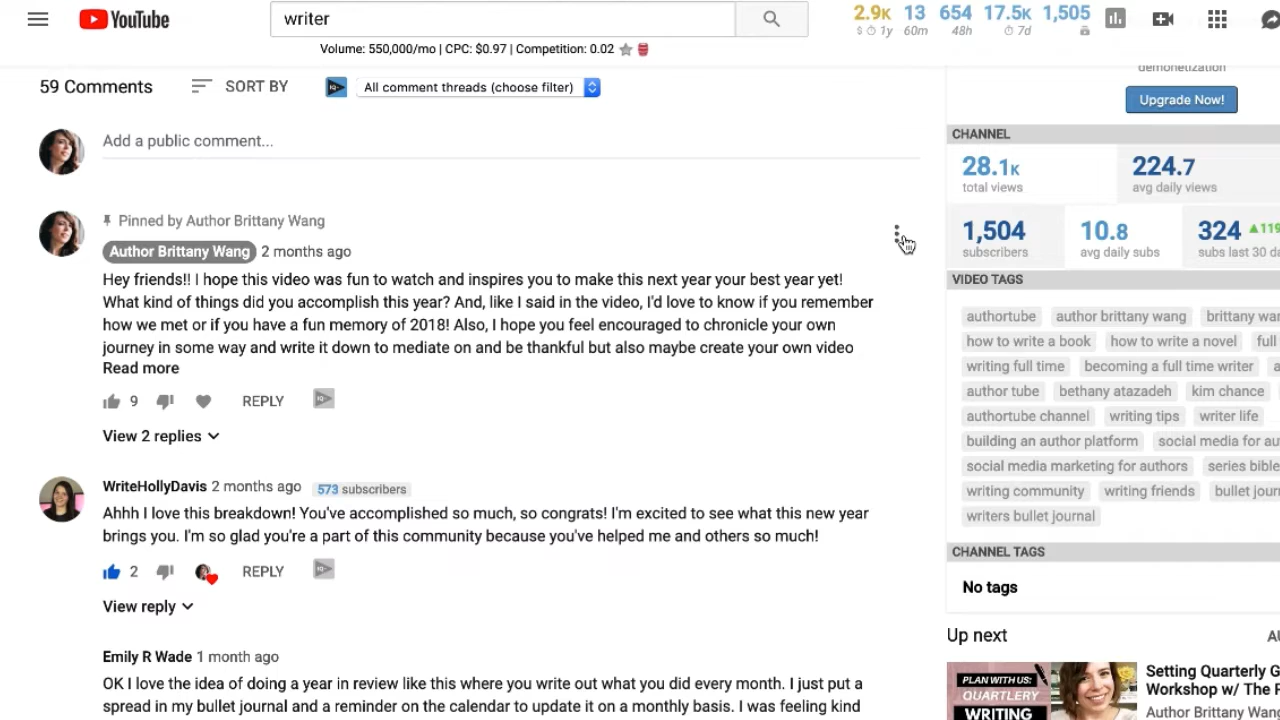 YouTube
writer
2.9K 13 654 17.5K 1,505
$ 1y 60m 48h 7d
Volume: 550,000/mo | CPC: $0.97 | Competition: 0.02
59 Comments SORT BY All comment threads (choose filter)
Add a public comment...
Pinned by Author Brittany Wang
Author Brittany Wang 2 months ago
Hey friends!! I hope this video was fun to watch and inspires you to make this next year your best year yet!
What kind of things did you accomplish this year? And, like I said in the video, I'd love to know if you remember
how we met or if you have a fun memory of 2018! Also, I hope you feel encouraged to chronicle your own
journey in some way and write it down to mediate on and be thankful but also maybe create your own video
Read more
9 REPLY
View 2 replies
WriteHollyDavis 2 months ago 573 subscribers
Ahhh I love this breakdown! You've accomplished so much, so congrats! I'm excited to see what this new year
brings you. I'm so glad you're a part of this community because you've helped me and others so much!
2 REPLY
View reply
Emily R Wade 1 month ago
OK I love the idea of doing a year in review like this where you write out what you did every month. I just put a
spread in my bullet journal and a reminder on the calendar to update it on a monthly basis. I was feeling kind
demonetization
Upgrade Now!
CHANNEL
28.1K 224.7
total views avg daily views
1,504 10.8 324 ▲119
subscribers avg daily subs subs last 30 da
VIDEO TAGS
authortube author brittany wang brittany wan
how to write a book how to write a novel full
writing full time becoming a full time writer a
author tube bethany atazadeh kim chance
authortube channel writing tips writer life
building an author platform social media for au
social media marketing for authors series bible
writing community writing friends bullet jour
writers bullet journal
CHANNEL TAGS
No tags
Up next AU
PLAN WITH US:
QUARTLERY
WRITING
Setting Quarterly G
Workshop w/ The P
Author Brittany Wang